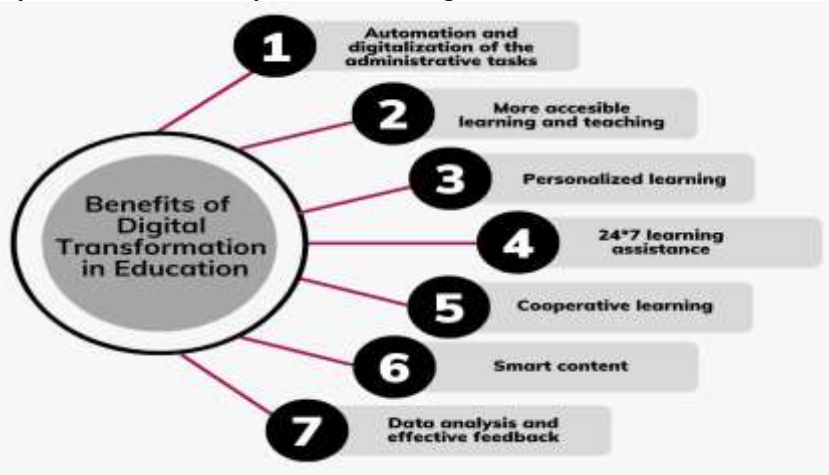 Benefits of
Digital
Transformation
in Education
1
Automation and
digitalization of the
administrative tasks
2
More accesible
learning and teaching
3
Personalized learning
4
24*7 learning
assistance
5
Cooperative learning
6
Smart content
7
Data analysis and
effective feedback